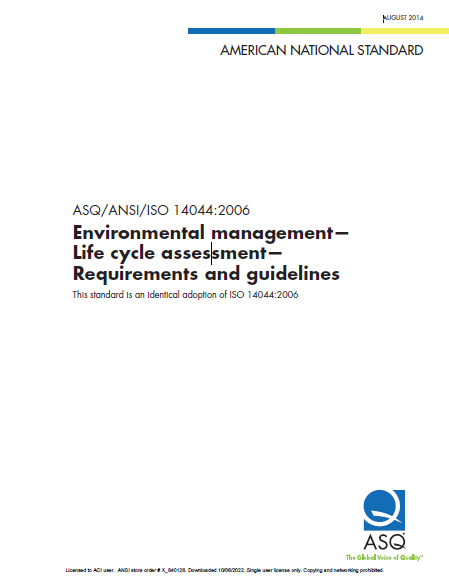 AUGUST 2014
AMERICAN NATIONAL STANDARD
ASQ/ANSI/ISO 14044:2006
Environmental management—
Life cycle assessment—
Requirements and guidelines
This standard is an identical adoption of ISO 14044:2006
ASQ
The Global Voice of Quality™
Licensed to ACI user. ANSI store order # X_840126. Downloaded 10/06/2022. Single user license only. Copying and networking prohibited.